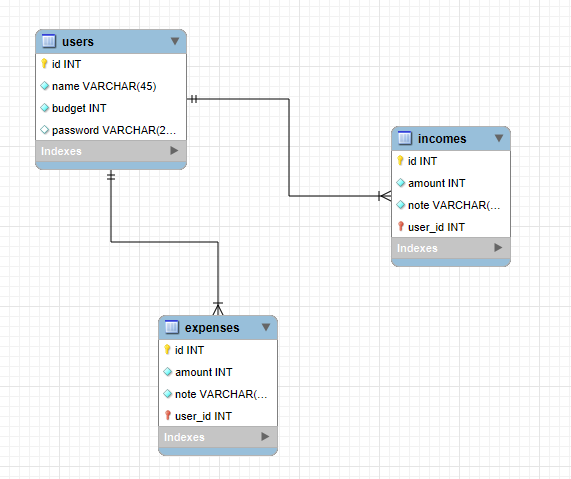 users
id INT
name VARCHAR(45)
budget INT
password VARCHAR(2...
Indexes
incomes
id INT
amount INT
note VARCHAR(...
user_id INT
Indexes
expenses
id INT
amount INT
note VARCHAR(...
user_id INT
Indexes